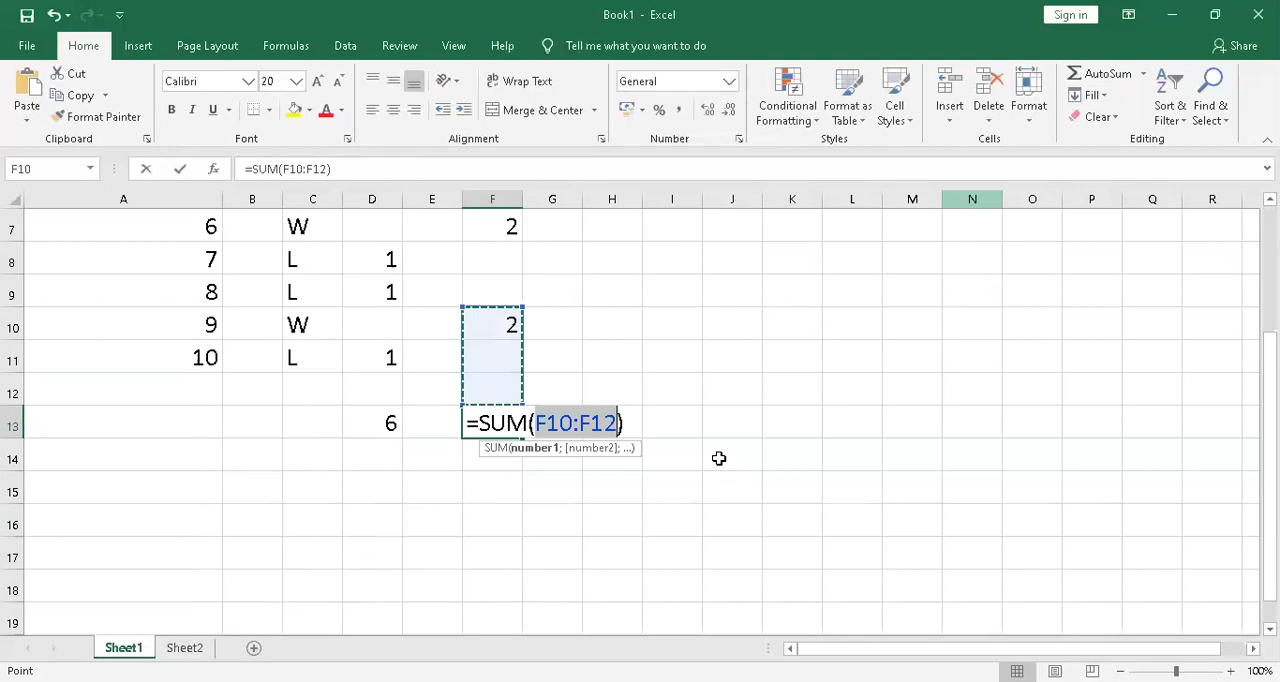 Book1 - Excel
Sign in
File Home Insert Page Layout Formulas Data Review View Help Tell me what you want to do Share
Paste
Cut
Copy
Format Painter
Clipboard
Calibri 20
B I U
Font
Wrap Text
Merge & Center
Alignment
General
%
Number
Conditional Formatting
Format as Table
Cell Styles
Styles
Insert Delete Format
Cells
AutoSum
Fill
Clear
Sort & Filter
Find & Select
Editing
F10 fx =SUM(F10:F12)
A B C D E F G H I J K L M N O P Q R
7 6 W 2
8 7 L 1
9 8 L 1
10 9 W 2
11 10 L 1
12
13 6 =SUM(F10:F12)
SUM(number1; [number2]; ...)
14
15
16
17
18
19
Sheet1 Sheet2
Point 100%